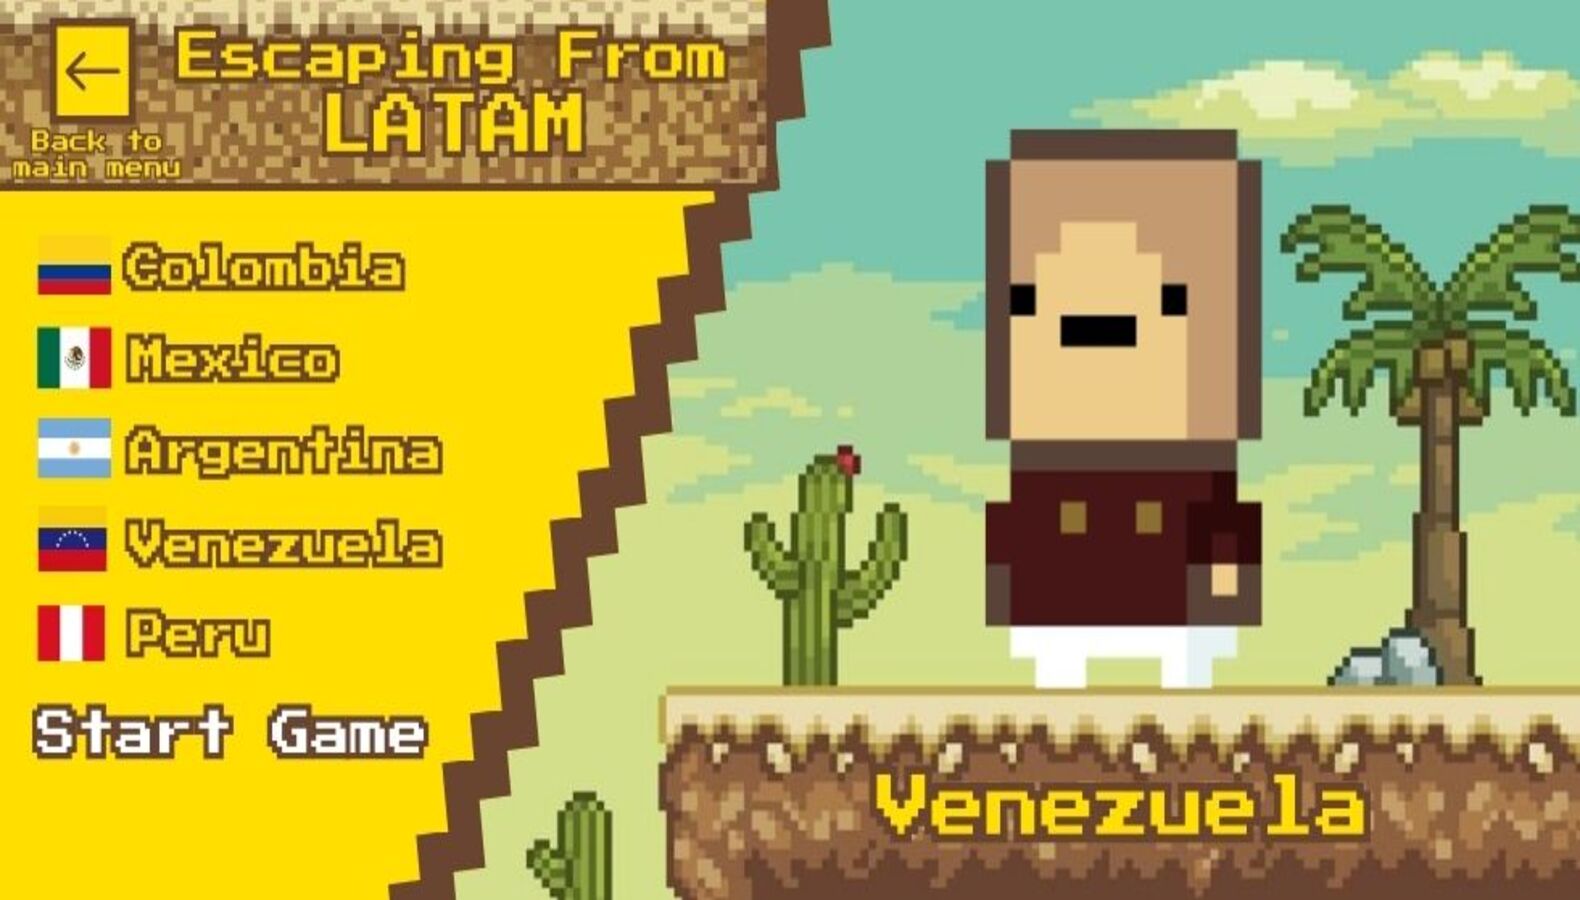 Escaping From
LATAM
Back to
main menu
Colombia
Mexico
Argentina
Venezuela
Peru
Start Game
Venezuela